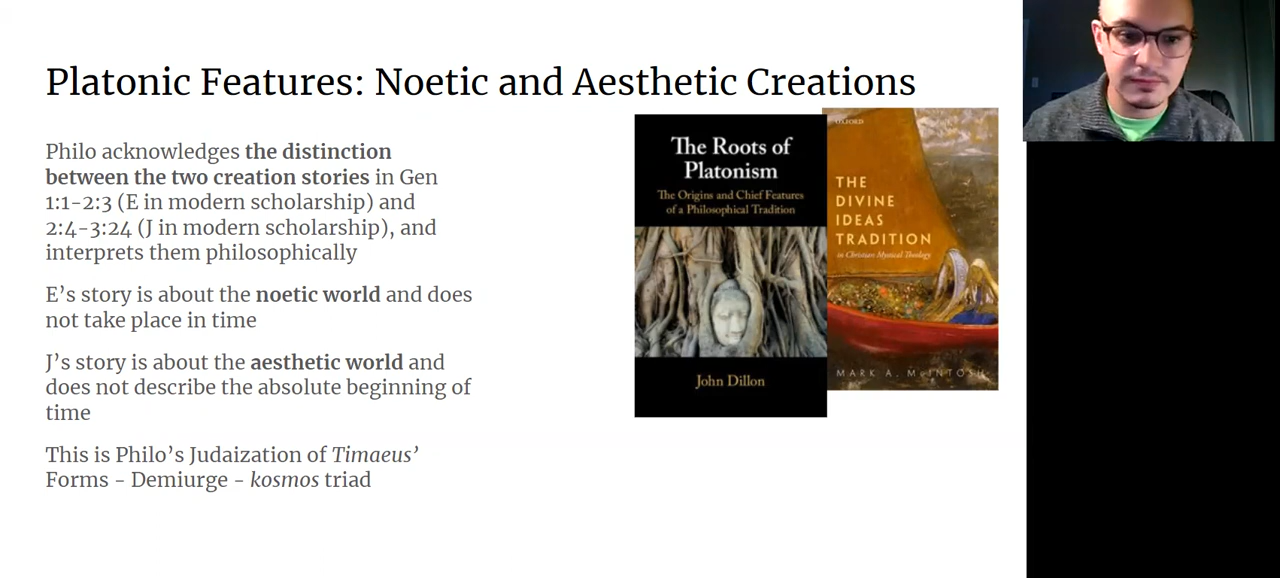 Platonic Features: Noetic and Aesthetic Creations
Philo acknowledges the distinction
between the two creation stories in Gen
1:1-2:3 (E in modern scholarship) and
2:4-3:24 (J in modern scholarship), and
interprets them philosophically
E's story is about the noetic world and does
not take place in time
J's story is about the aesthetic world and
does not describe the absolute beginning of
time
This is Philo's Judaization of Timaeus'
Forms - Demiurge - kosmos triad
The Roots of
Platonism
The Origins and Chief Features
of a Philosophical Tradition
John Dillon
OXFORD
THE
DIVINE
IDEAS
TRADITION
in Christian Mystical Theology
MARK A. McINTOSH